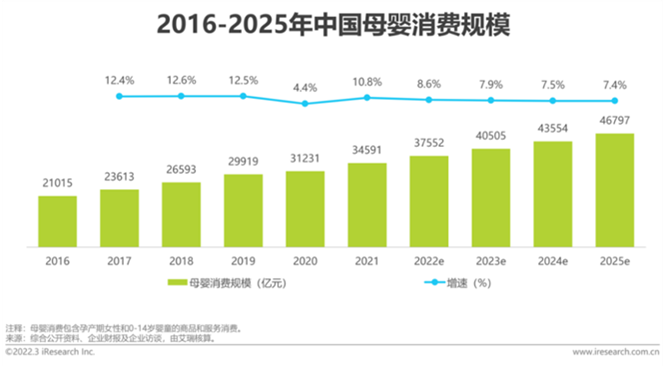 2016-2025年中国母婴消费规模
12.4% 12.6% 12.5% 4.4% 10.8% 8.6% 7.9% 7.5% 7.4%
21015 23613 26593 29919 31231 34591 37552 40505 43554 46797
2016 2017 2018 2019 2020 2021 2022e 2023e 2024e 2025e
母婴消费规模（亿元） 增速（%）
注释：母婴消费包含孕产期女性和0-14岁婴童的商品和服务消费。
来源：综合公开资料、企业财报及企业访谈，由艾瑞核算。
©2022.3 iResearch Inc. www.iresearch.com.cn